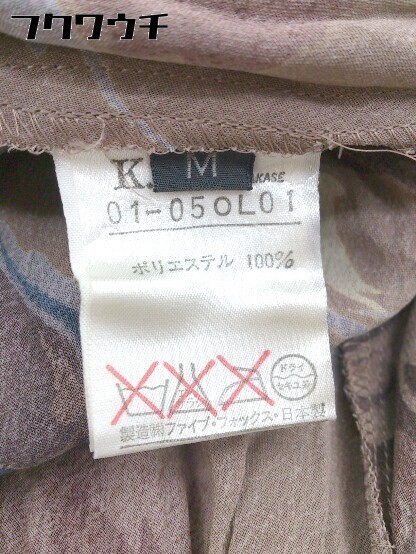 フクワウチ
K. M KASE
01-050L01
ポリエステル 100%
ドライ
セキユ系
製造㈱ファイブ・フォックス・日本製